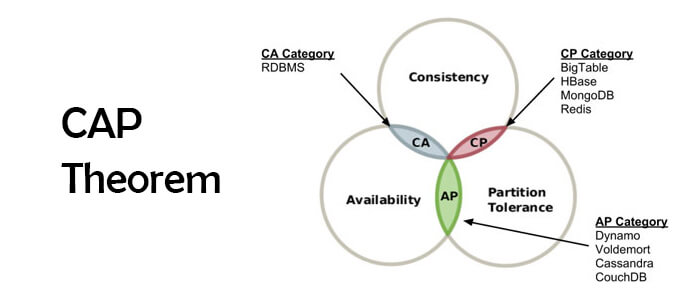 CAP
Theorem
CA Category
RDBMS
Consistency
CP Category
BigTable
HBase
MongoDB
Redis
CA
CP
Availability
AP
Partition
Tolerance
AP Category
Dynamo
Voldemort
Cassandra
CouchDB